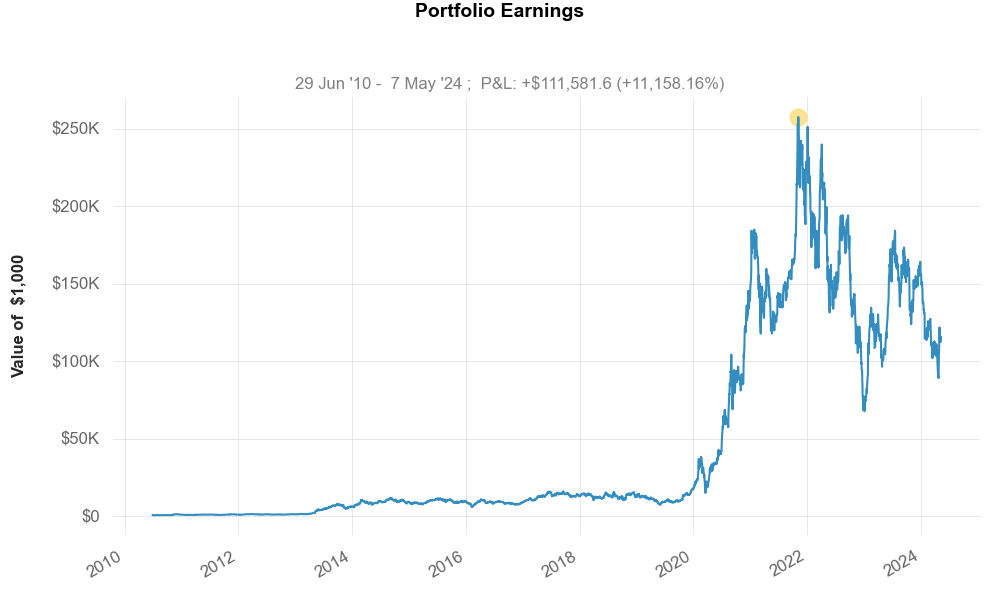 Portfolio Earnings
29 Jun '10 -  7 May '24 ;  P&L: +$111,581.6 (+11,158.16%)
Value of  $1,000
$250K
$200K
$150K
$100K
$50K
$0
2010
2012
2014
2016
2018
2020
2022
2024